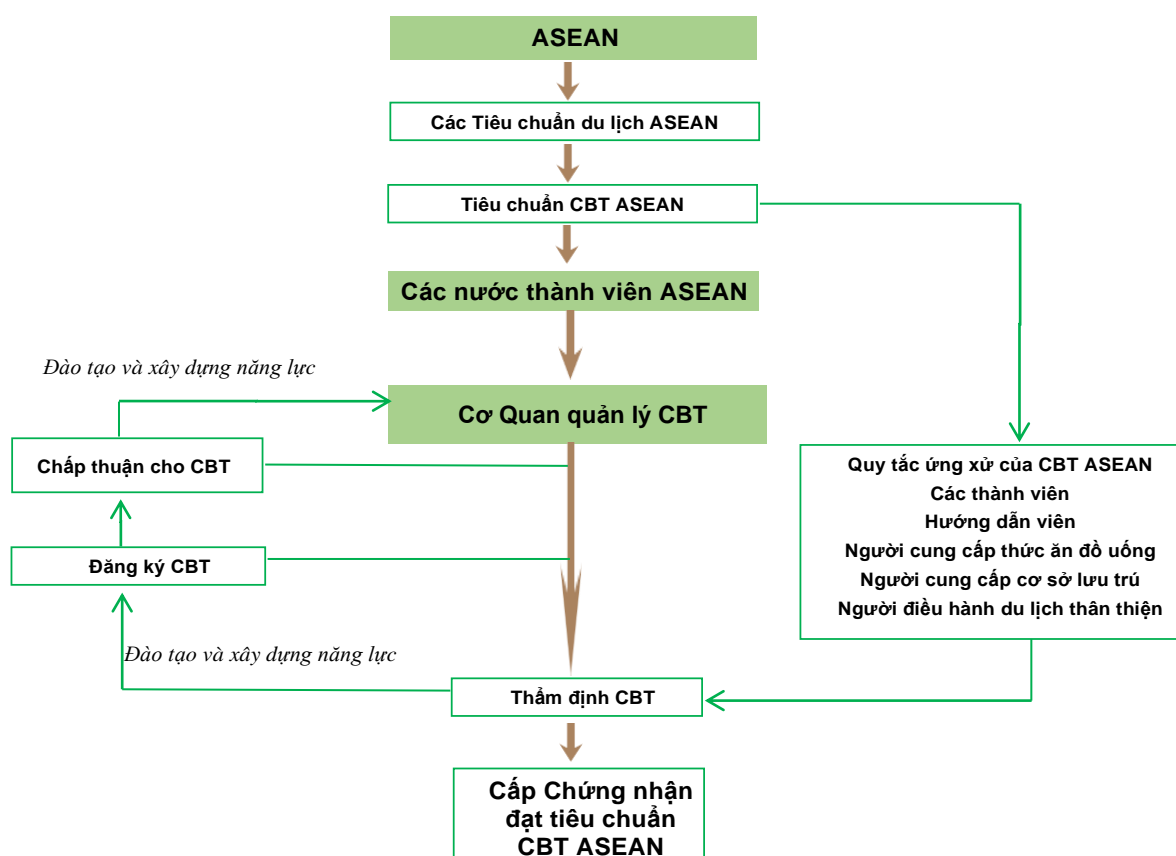 ASEAN
Các Tiêu chuẩn du lịch ASEAN
Tiêu chuẩn CBT ASEAN
Các nước thành viên ASEAN
Đào tạo và xây dựng năng lực
Cơ Quan quản lý CBT
Chấp thuận cho CBT
Đăng ký CBT
Quy tắc ứng xử của CBT ASEAN
Các thành viên
Hướng dẫn viên
Người cung cấp thức ăn đồ uống
Người cung cấp cơ sở lưu trú
Người điều hành du lịch thân thiện
Đào tạo và xây dựng năng lực
Thẩm định CBT
Cấp Chứng nhận
đạt tiêu chuẩn
CBT ASEAN